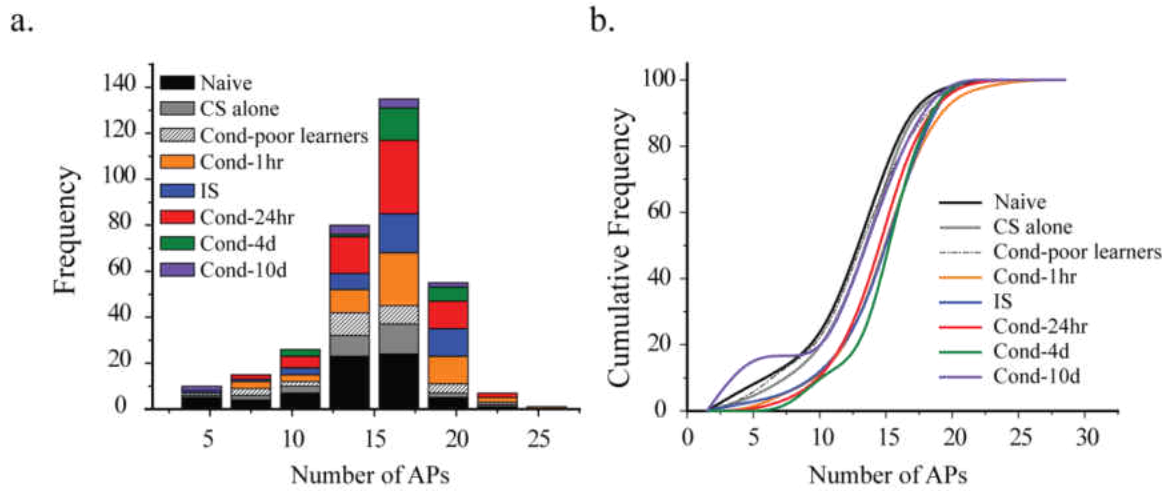 a.
Frequency
140
120
100
80
60
40
20
0
Naive
CS alone
Cond-poor learners
Cond-1hr
IS
Cond-24hr
Cond-4d
Cond-10d
5 10 15 20 25
Number of APs
b.
Cumulative Frequency
100
80
60
40
20
0
Naive
CS alone
Cond-poor learners
Cond-1hr
IS
Cond-24hr
Cond-4d
Cond-10d
0 5 10 15 20 25 30
Number of APs